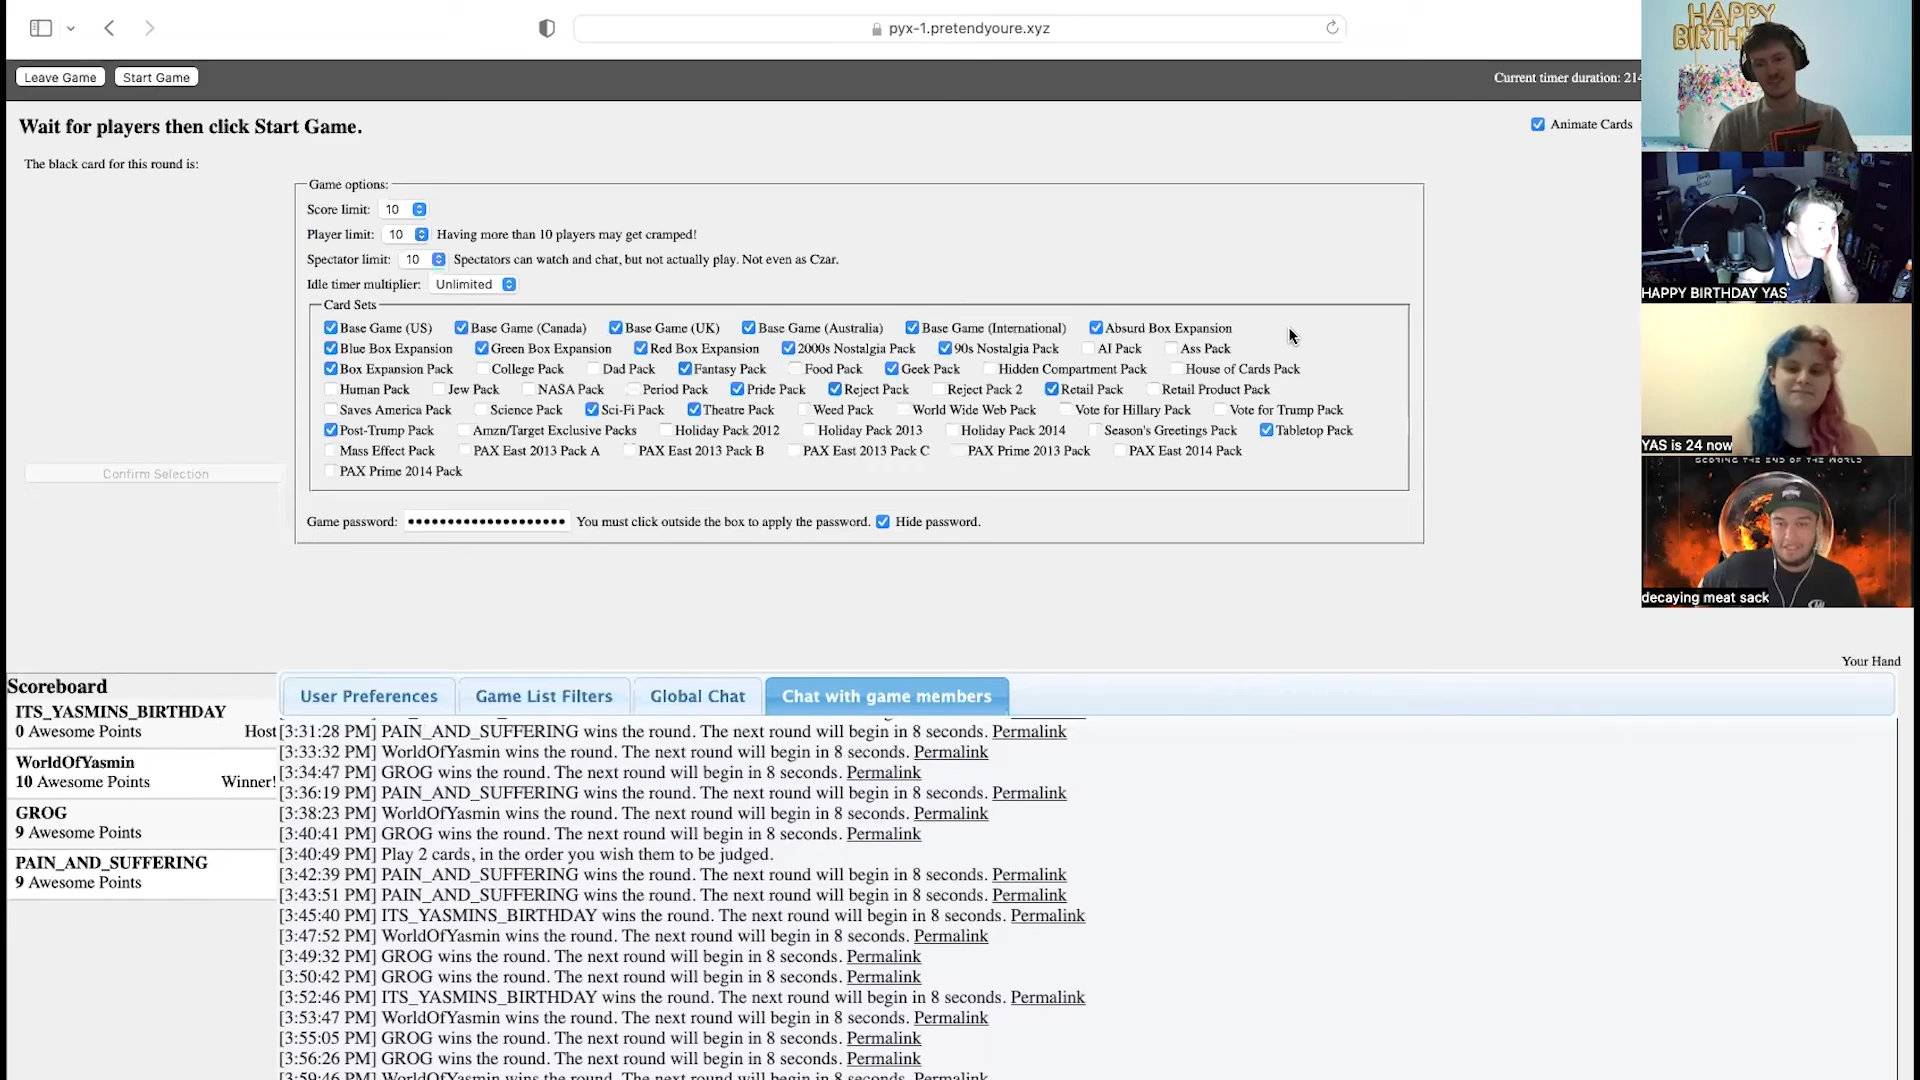 pyx-1.pretendyoure.xyz
Leave Game Start Game
Current timer duration: 214
Wait for players then click Start Game.
Animate Cards
The black card for this round is:
Game options:
Score limit: 10
Player limit: 10 Having more than 10 players may get cramped!
Spectator limit: 10 Spectators can watch and chat, but not actually play. Not even as Czar.
Idle timer multiplier: Unlimited
Card Sets
Base Game (US) Base Game (Canada) Base Game (UK) Base Game (Australia) Base Game (International) Absurd Box Expansion
Blue Box Expansion Green Box Expansion Red Box Expansion 2000s Nostalgia Pack 90s Nostalgia Pack AI Pack Ass Pack
Box Expansion Pack College Pack Dad Pack Fantasy Pack Food Pack Geek Pack Hidden Compartment Pack House of Cards Pack
Human Pack Jew Pack NASA Pack Period Pack Pride Pack Reject Pack Reject Pack 2 Retail Pack Retail Product Pack
Saves America Pack Science Pack Sci-Fi Pack Theatre Pack Weed Pack World Wide Web Pack Vote for Hillary Pack Vote for Trump Pack
Post-Trump Pack Amzn/Target Exclusive Packs Holiday Pack 2012 Holiday Pack 2013 Holiday Pack 2014 Season's Greetings Pack Tabletop Pack
Mass Effect Pack PAX East 2013 Pack A PAX East 2013 Pack B PAX East 2013 Pack C PAX Prime 2013 Pack PAX East 2014 Pack
PAX Prime 2014 Pack
Confirm Selection
Game password: You must click outside the box to apply the password. Hide password.
HAPPY
BIRTH
HAPPY BIRTHDAY YAS
YAS is 24 now
SCORING THE END OF THE WORLD
decaying meat sack
Your Hand
Scoreboard
ITS_YASMINS_BIRTHDAY
0 Awesome Points Host
WorldOfYasmin
10 Awesome Points Winner!
GROG
9 Awesome Points
PAIN_AND_SUFFERING
9 Awesome Points
User Preferences Game List Filters Global Chat Chat with game members
[3:31:28 PM] PAIN_AND_SUFFERING wins the round. The next round will begin in 8 seconds. Permalink
[3:33:32 PM] WorldOfYasmin wins the round. The next round will begin in 8 seconds. Permalink
[3:34:47 PM] GROG wins the round. The next round will begin in 8 seconds. Permalink
[3:36:19 PM] PAIN_AND_SUFFERING wins the round. The next round will begin in 8 seconds. Permalink
[3:38:23 PM] WorldOfYasmin wins the round. The next round will begin in 8 seconds. Permalink
[3:40:41 PM] GROG wins the round. The next round will begin in 8 seconds. Permalink
[3:40:49 PM] Play 2 cards, in the order you wish them to be judged.
[3:42:39 PM] PAIN_AND_SUFFERING wins the round. The next round will begin in 8 seconds. Permalink
[3:43:51 PM] PAIN_AND_SUFFERING wins the round. The next round will begin in 8 seconds. Permalink
[3:45:40 PM] ITS_YASMINS_BIRTHDAY wins the round. The next round will begin in 8 seconds. Permalink
[3:47:52 PM] WorldOfYasmin wins the round. The next round will begin in 8 seconds. Permalink
[3:49:32 PM] GROG wins the round. The next round will begin in 8 seconds. Permalink
[3:50:42 PM] GROG wins the round. The next round will begin in 8 seconds. Permalink
[3:52:46 PM] ITS_YASMINS_BIRTHDAY wins the round. The next round will begin in 8 seconds. Permalink
[3:53:47 PM] WorldOfYasmin wins the round. The next round will begin in 8 seconds. Permalink
[3:55:05 PM] GROG wins the round. The next round will begin in 8 seconds. Permalink
[3:56:26 PM] GROG wins the round. The next round will begin in 8 seconds. Permalink
[3:59:46 PM] WorldOfYasmin wins the round. The next round will begin in 8 seconds. Permalink